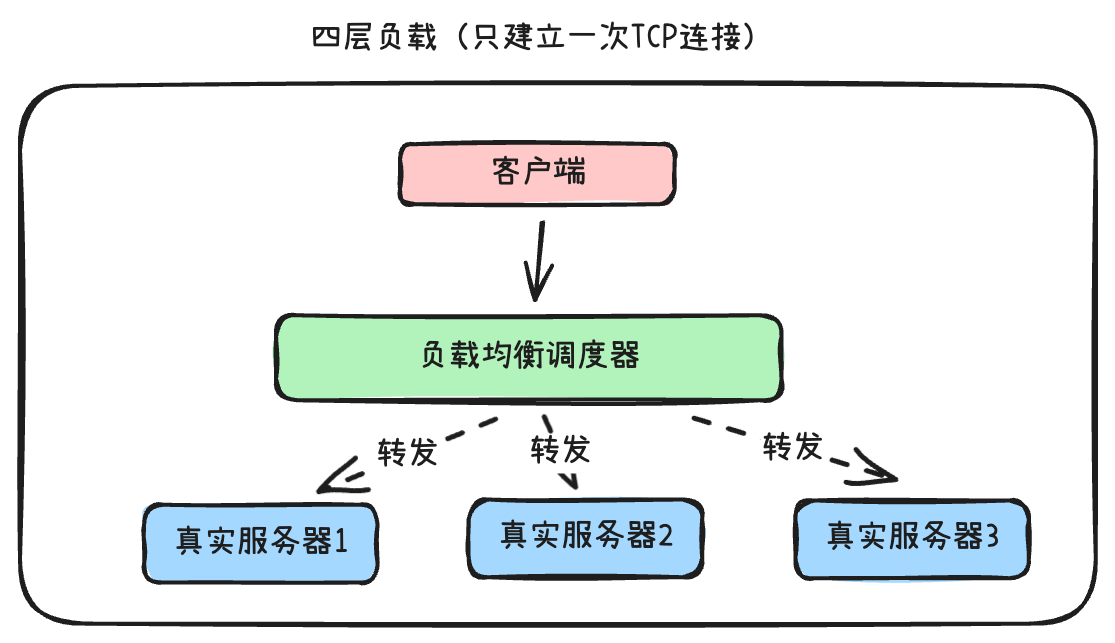 四层负载（只建立一次TCP连接）
客户端
负载均衡调度器
转发
转发
转发
真实服务器1
真实服务器2
真实服务器3